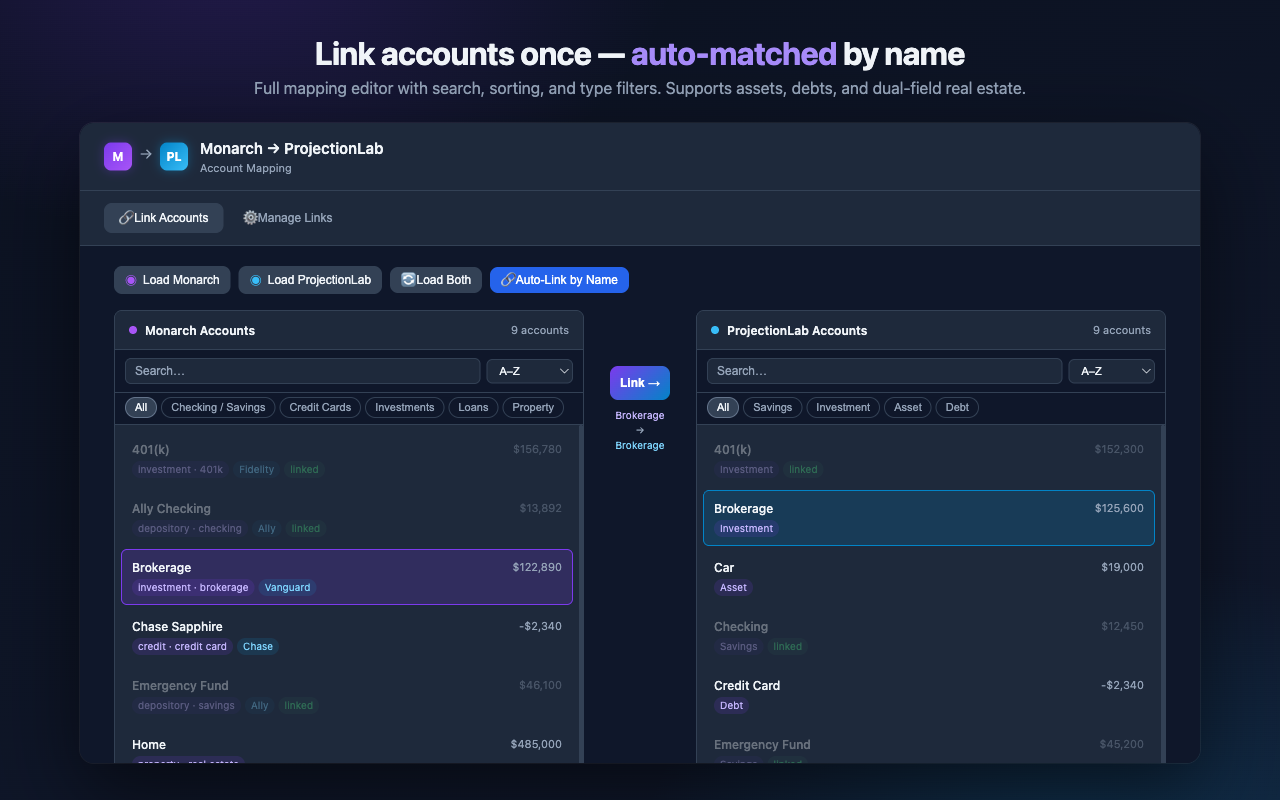 Link accounts once — auto-matched by name
Full mapping editor with search, sorting, and type filters. Supports assets, debts, and dual-field real estate.
M → PL Monarch → ProjectionLab
Account Mapping
Link Accounts Manage Links
Load Monarch Load ProjectionLab Load Both Auto-Link by Name
Monarch Accounts 9 accounts
Search... A–Z
All Checking / Savings Credit Cards Investments Loans Property
401(k) $156,780
investment · 401k Fidelity linked
Ally Checking $13,892
depository · checking Ally linked
Brokerage $122,890
investment · brokerage Vanguard
Chase Sapphire -$2,340
credit · credit card Chase
Emergency Fund $46,100
depository · savings Ally linked
Home $485,000
property · real estate
Link →
Brokerage
→
Brokerage
ProjectionLab Accounts 9 accounts
Search... A–Z
All Savings Investment Asset Debt
401(k) $152,300
Investment linked
Brokerage $125,600
Investment
Car $19,000
Asset
Checking $12,450
Savings linked
Credit Card -$2,340
Debt
Emergency Fund $45,200
Savings linked